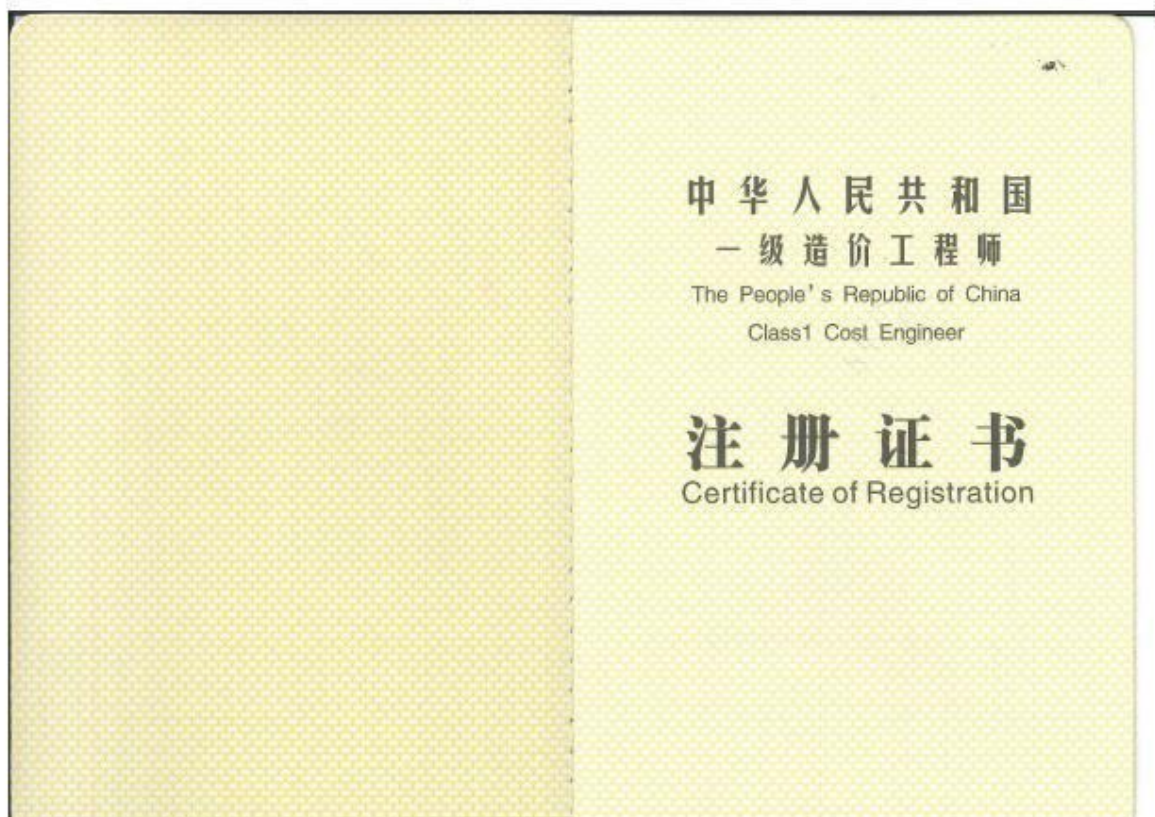 中华人民共和国
一级造价工程师
The People's Republic of China
Class1 Cost Engineer
注册证书
Certificate of Registration